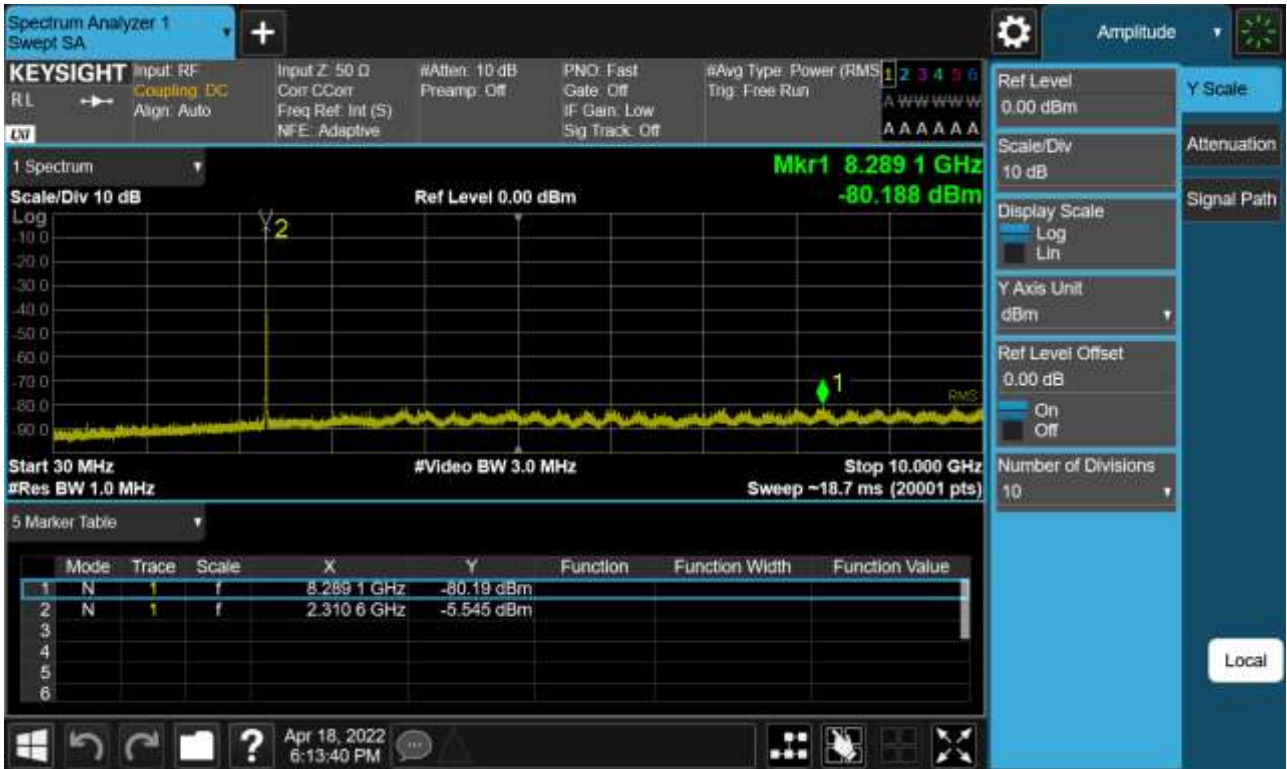 Spectrum Analyzer 1
Swept SA
+
Amplitude
KEYSIGHT
RL
LXI
Input: RF
Coupling: DC
Align: Auto
Input Z: 50 Ω
Corr CCorr
Freq Ref: Int (S)
NFE: Adaptive
#Atten: 10 dB
Preamp: Off
PNO: Fast
Gate: Off
IF Gain: Low
Sig Track: Off
#Avg Type: Power (RMS
Trig: Free Run
1 2 3 4 5 6
A W W W W W
A A A A A A
1 Spectrum
Scale/Div 10 dB
Ref Level 0.00 dBm
Mkr1 8.289 1 GHz
-80.188 dBm
Log
-10.0
-20.0
-30.0
-40.0
-50.0
-60.0
-70.0
-80.0
-90.0
2
1
RMS
Start 30 MHz
#Video BW 3.0 MHz
Stop 10.000 GHz
#Res BW 1.0 MHz
Sweep ~18.7 ms (20001 pts)
5 Marker Table
Mode Trace Scale X Y Function Function Width Function Value
1 N 1 f 8.289 1 GHz -80.19 dBm
2 N 1 f 2.310 6 GHz -5.545 dBm
3
4
5
6
Ref Level
0.00 dBm
Scale/Div
10 dB
Display Scale
Log
Lin
Y Axis Unit
dBm
Ref Level Offset
0.00 dB
On
Off
Number of Divisions
10
Y Scale
Attenuation
Signal Path
Local
?
Apr 18, 2022
6:13:40 PM